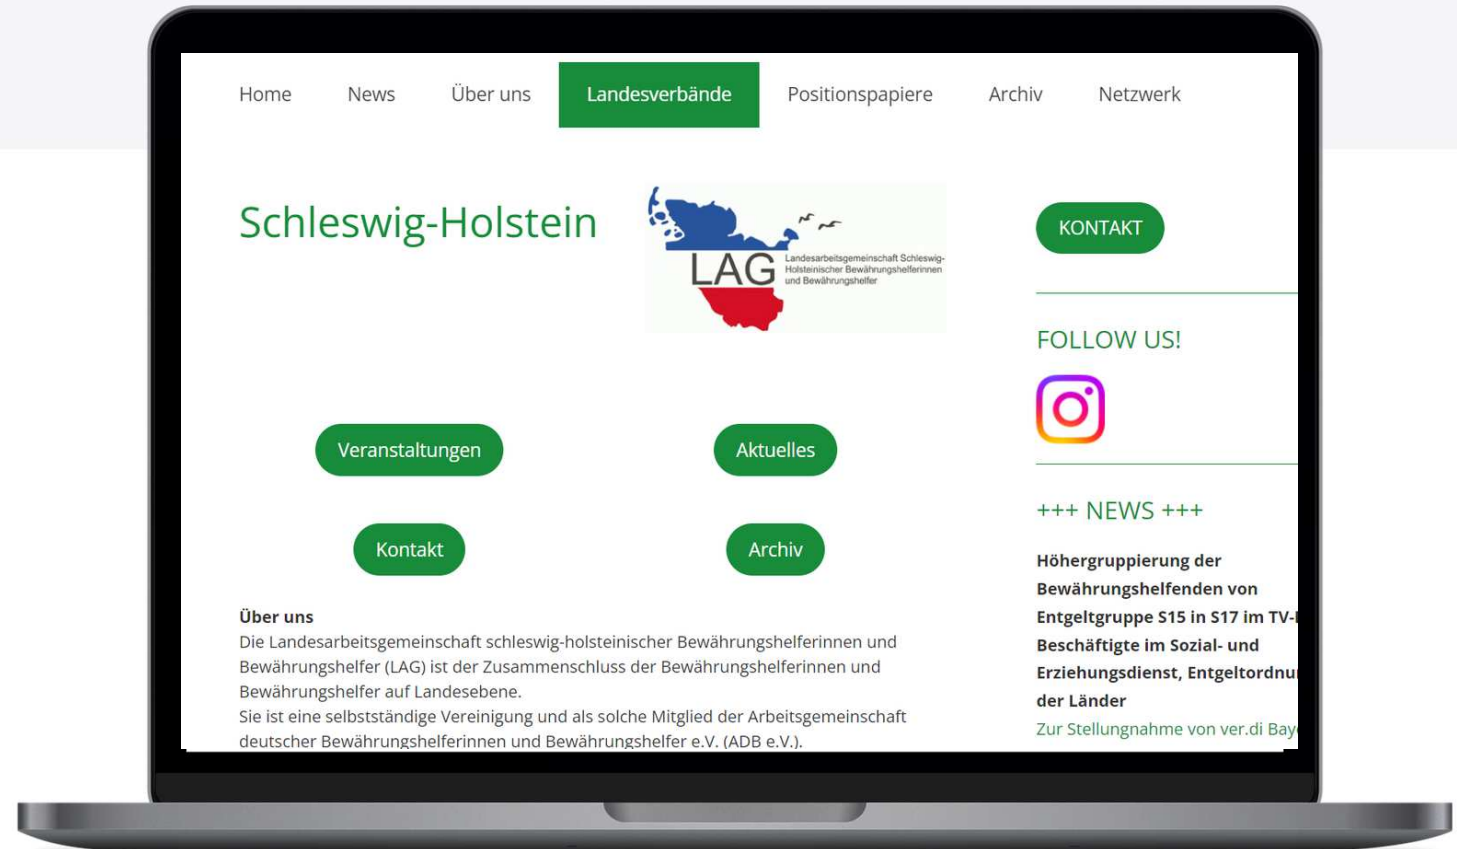 Home News Über uns Landesverbände Positionspapiere Archiv Netzwerk
Schleswig-Holstein
LAG
Landesarbeitsgemeinschaft Schleswig-
Holsteinischer Bewährungshelferinnen
und Bewährungshelfer
Veranstaltungen
Aktuelles
Kontakt
Archiv
Über uns
Die Landesarbeitsgemeinschaft schleswig-holsteinischer Bewährungshelferinnen und
Bewährungshelfer (LAG) ist der Zusammenschluss der Bewährungshelferinnen und
Bewährungshelfer auf Landesebene.
Sie ist eine selbstständige Vereinigung und als solche Mitglied der Arbeitsgemeinschaft
deutscher Bewährungshelferinnen und Bewährungshelfer e.V. (ADB e.V.).
KONTAKT
FOLLOW US!
+++ NEWS +++
Höhergruppierung der
Bewährungshelfenden von
Entgeltgruppe S15 in S17 im
Beschäftigte im Sozial- und
Erziehungsdienst,
der Länder
Zur Stellungnahme von ver.di